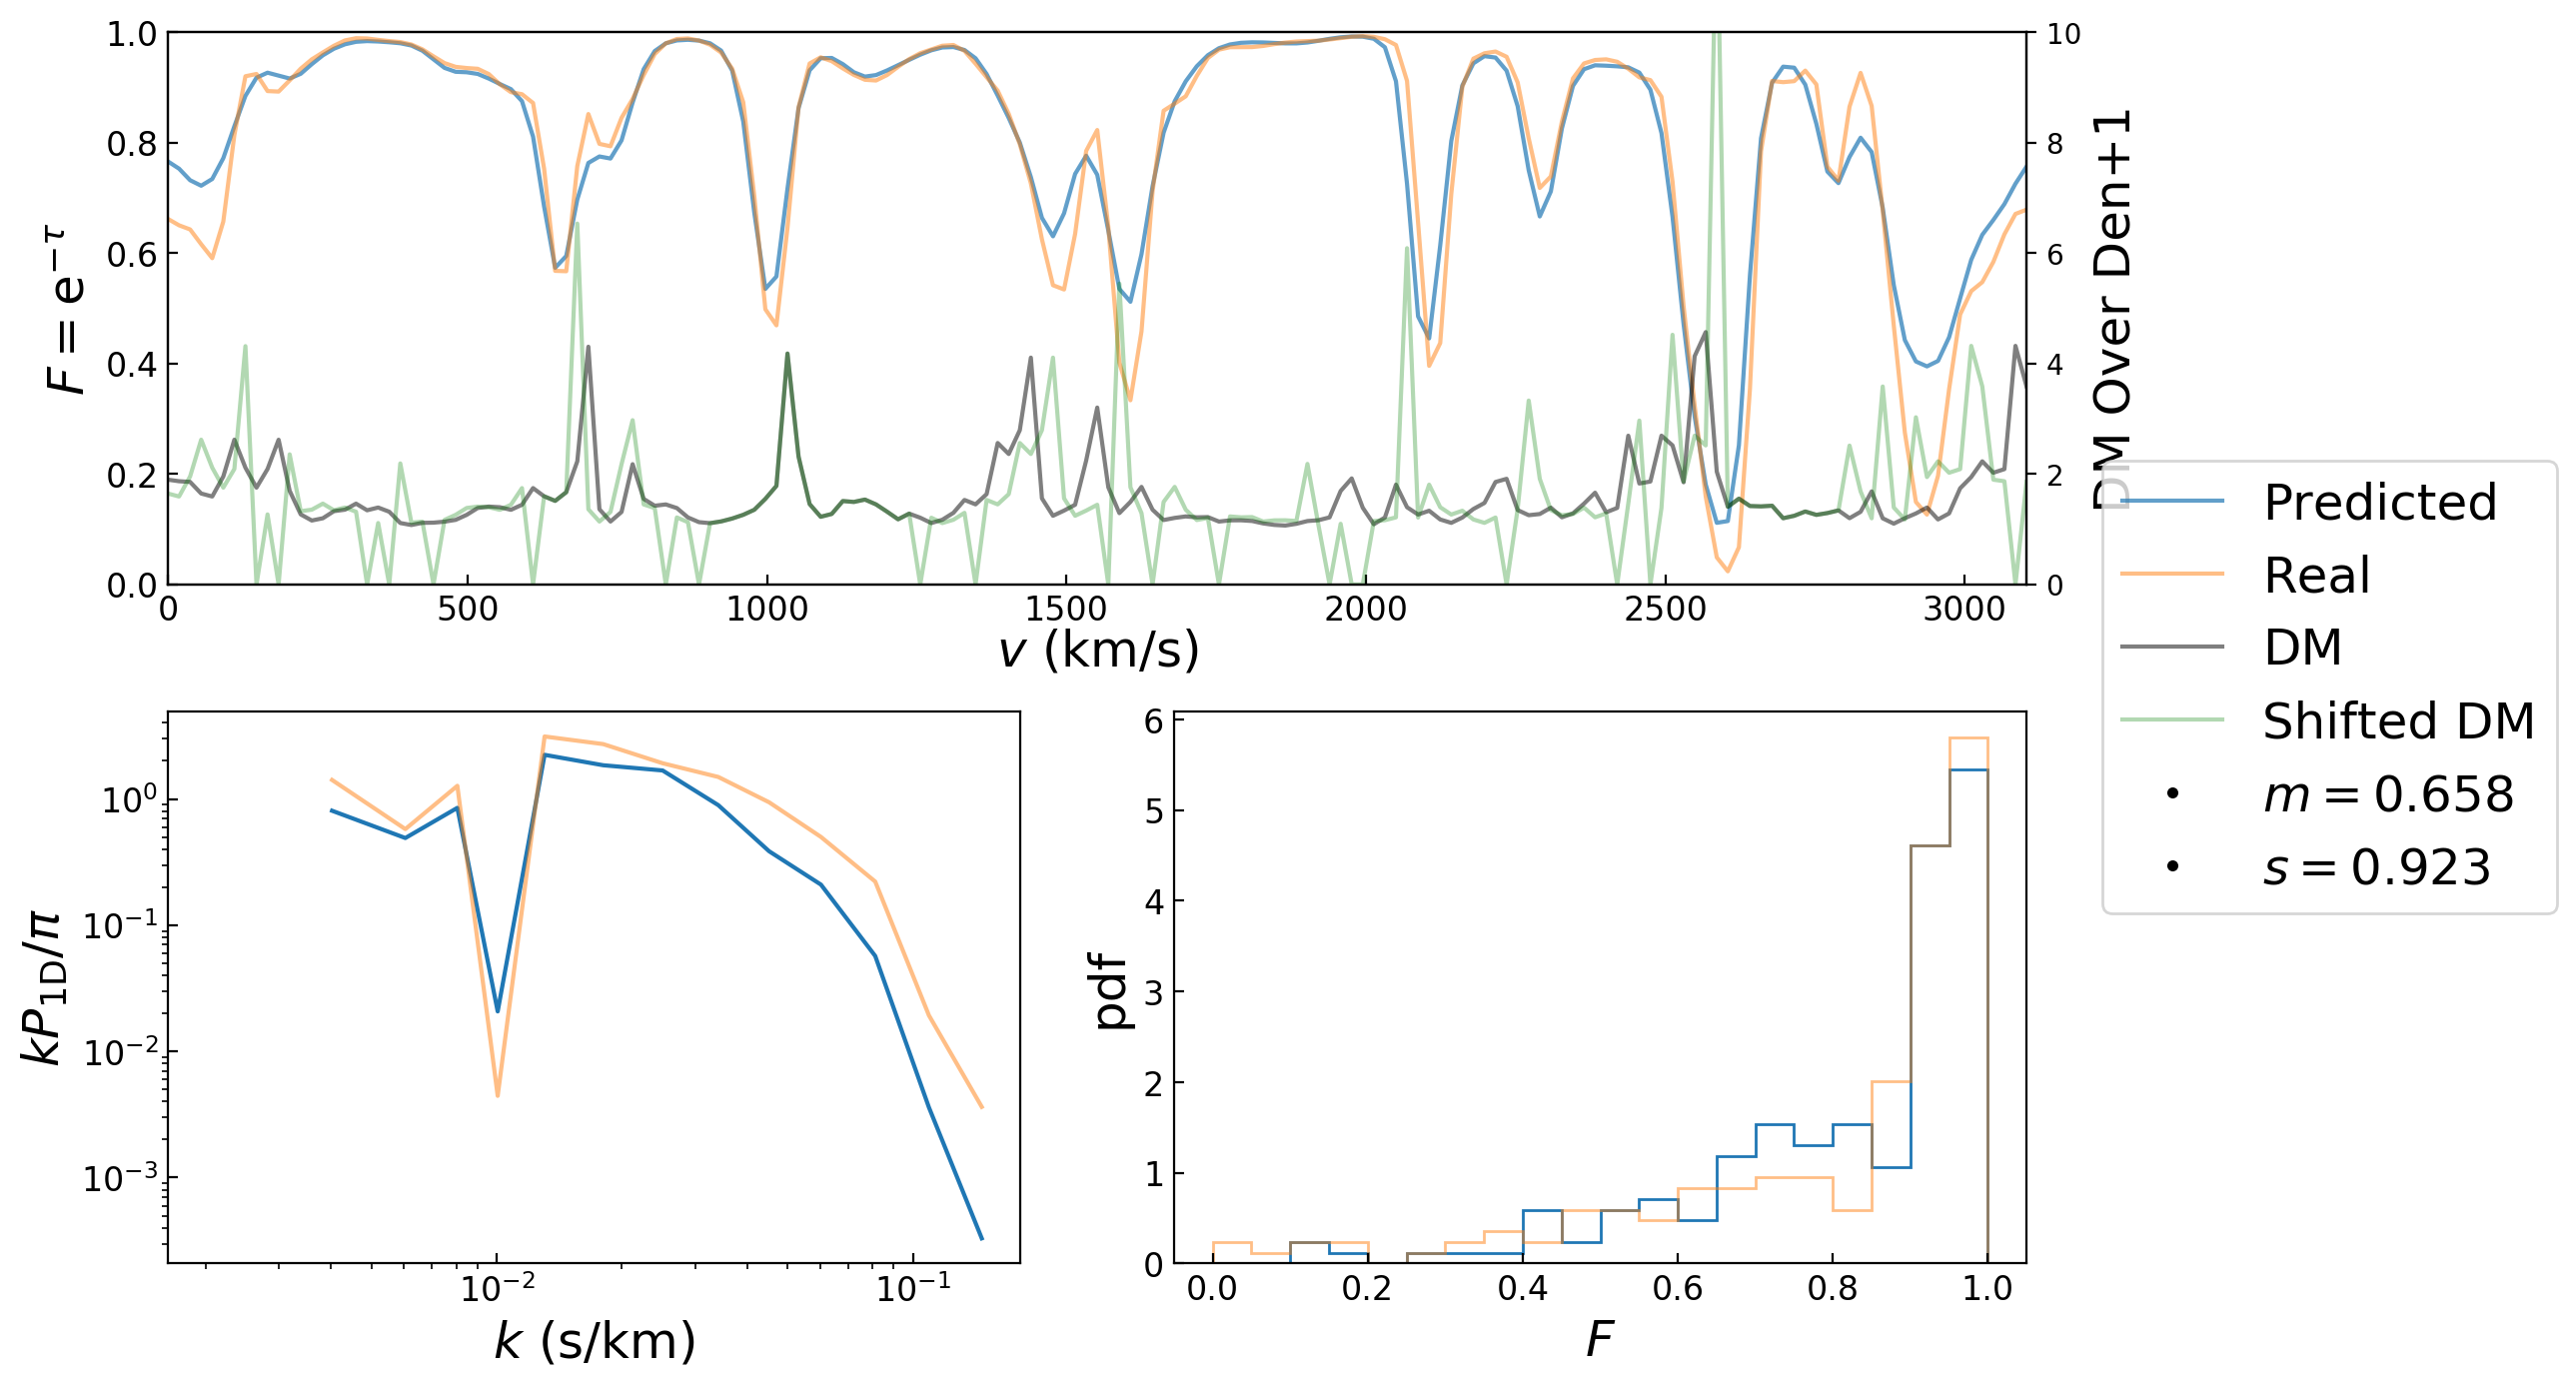 1.0
0.8
0.6
0.4
0.2
0.0
F = e^{−τ}
10
8
6
4
2
0
DM Over Den+1
0 500 1000 1500 2000 2500 3000
v (km/s)
Predicted
Real
DM
Shifted DM
m = 0.658
s = 0.923
10⁰
10⁻¹
10⁻²
10⁻³
kP_{1D}/π
10⁻² 10⁻¹
k (s/km)
6
5
4
3
2
1
0
pdf
0.0 0.2 0.4 0.6 0.8 1.0
F